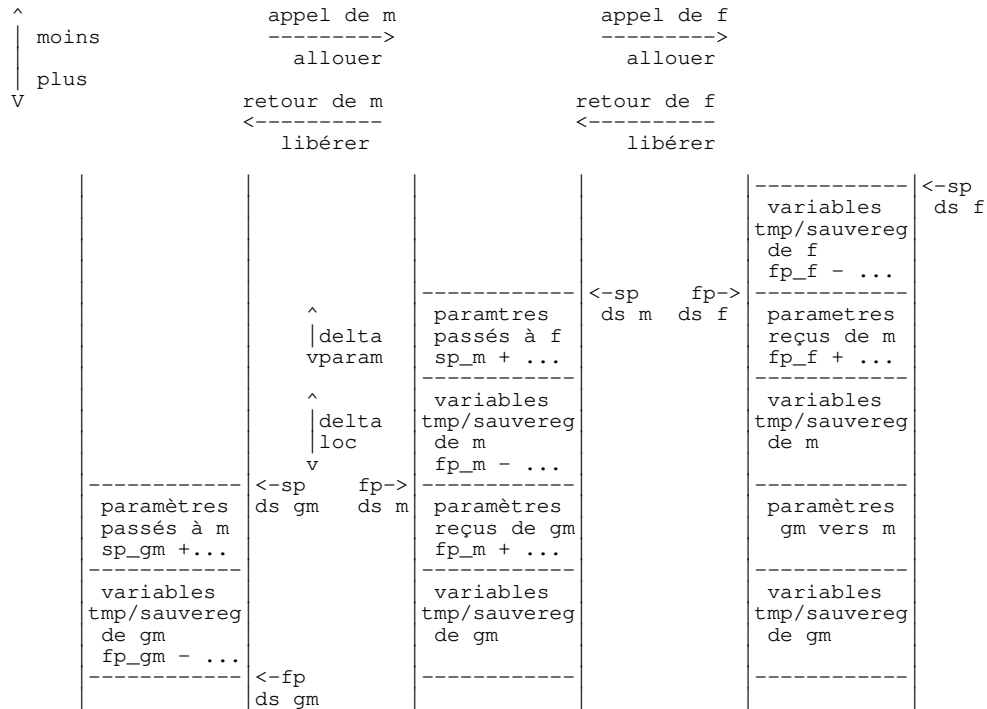 ^ appel de m appel de f
| moins ---------> --------->
| allouer allouer
| plus
V retour de m retour de f
<---------- <----------
libérer libérer
|------------|<-sp
variables ds f
tmp/sauvereg
de f
fp_f - ...
|------------|<-sp fp->|------------|
^ paramtres ds m ds f parametres
|delta passés à f reçus de m
vparam sp_m + ... fp_f + ...
|------------| |------------|
^ variables variables
|delta tmp/sauvereg tmp/sauvereg
|loc de m de m
v fp_m - ...
|------------|<-sp fp->|------------| |------------|
paramètres ds gm ds m paramètres paramètres
passés à m reçus de gm gm vers m
sp_gm +... fp_m + ...
|------------| |------------| |------------|
variables variables variables
tmp/sauvereg tmp/sauvereg tmp/sauvereg
de gm de gm de gm
fp_gm - ...
|------------|<-fp |------------| |------------|
ds gm